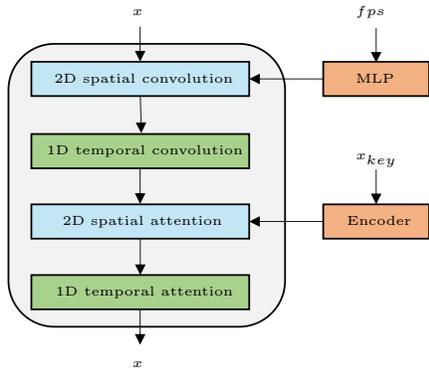 x
fps
2D spatial convolution
MLP
1D temporal convolution
x_key
2D spatial attention
Encoder
1D temporal attention
x